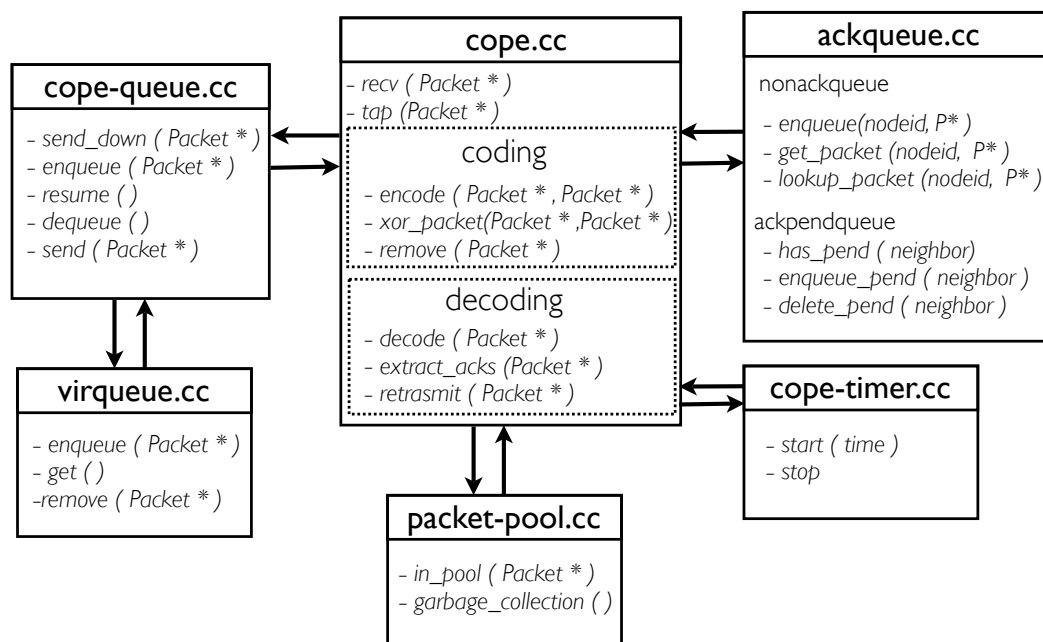 cope-queue.cc
- send_down ( Packet * )
- enqueue ( Packet * )
- resume ( )
- dequeue ( )
- send ( Packet * )
virqueue.cc
- enqueue ( Packet * )
- get ( )
-remove ( Packet * )
cope.cc
- recv ( Packet * )
- tap (Packet * )
coding
- encode ( Packet * , Packet * )
- xor_packet(Packet * ,Packet * )
- remove ( Packet * )
decoding
- decode ( Packet * )
- extract_acks (Packet * )
- retrasmit ( Packet * )
packet-pool.cc
- in_pool ( Packet * )
- garbage_collection ( )
ackqueue.cc
nonackqueue
- enqueue(nodeid, P* )
- get_packet (nodeid, P* )
- lookup_packet (nodeid, P* )
ackpendqueue
- has_pend ( neighbor)
- enqueue_pend ( neighbor )
- delete_pend ( neighbor )
cope-timer.cc
- start ( time )
- stop